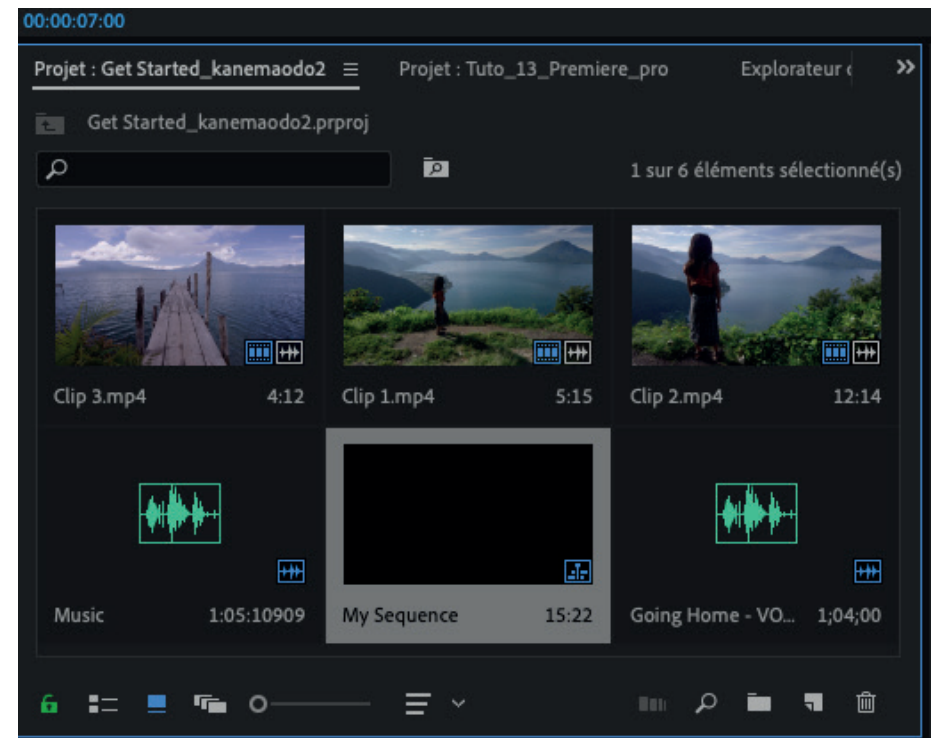 00:00:07:00
Projet : Get Started_kanemaodo2 Projet : Tuto_13_Premiere_pro Explorateur
Get Started_kanemaodo2.prproj
1 sur 6 éléments sélectionné(s)
Clip 3.mp4 4:12 Clip 1.mp4 5:15 Clip 2.mp4 12:14
Music 1:05:10909 My Sequence 15:22 Going Home - VO... 1;04;00